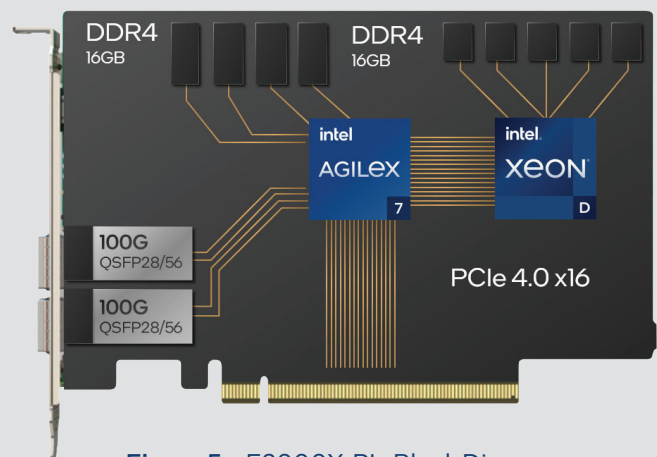 DDR4
16GB
DDR4
16GB
intel
AGILEX
7
intel.
XEON
D
100G
QSFP28/56
100G
QSFP28/56
PCIe 4.0 x16